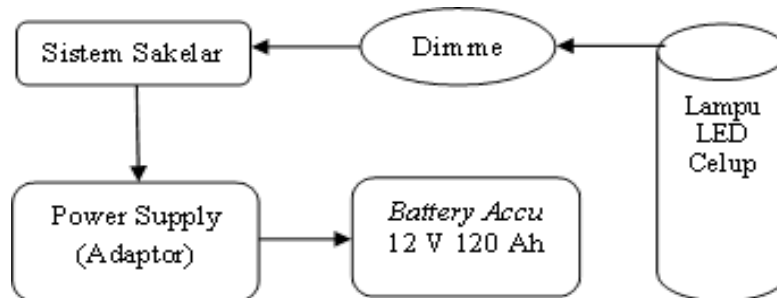 Sistem Sakelar
Dimme
Lampu
LED
Celup
Power Supply
(Adaptor)
Battery Accu
12 V 120 Ah